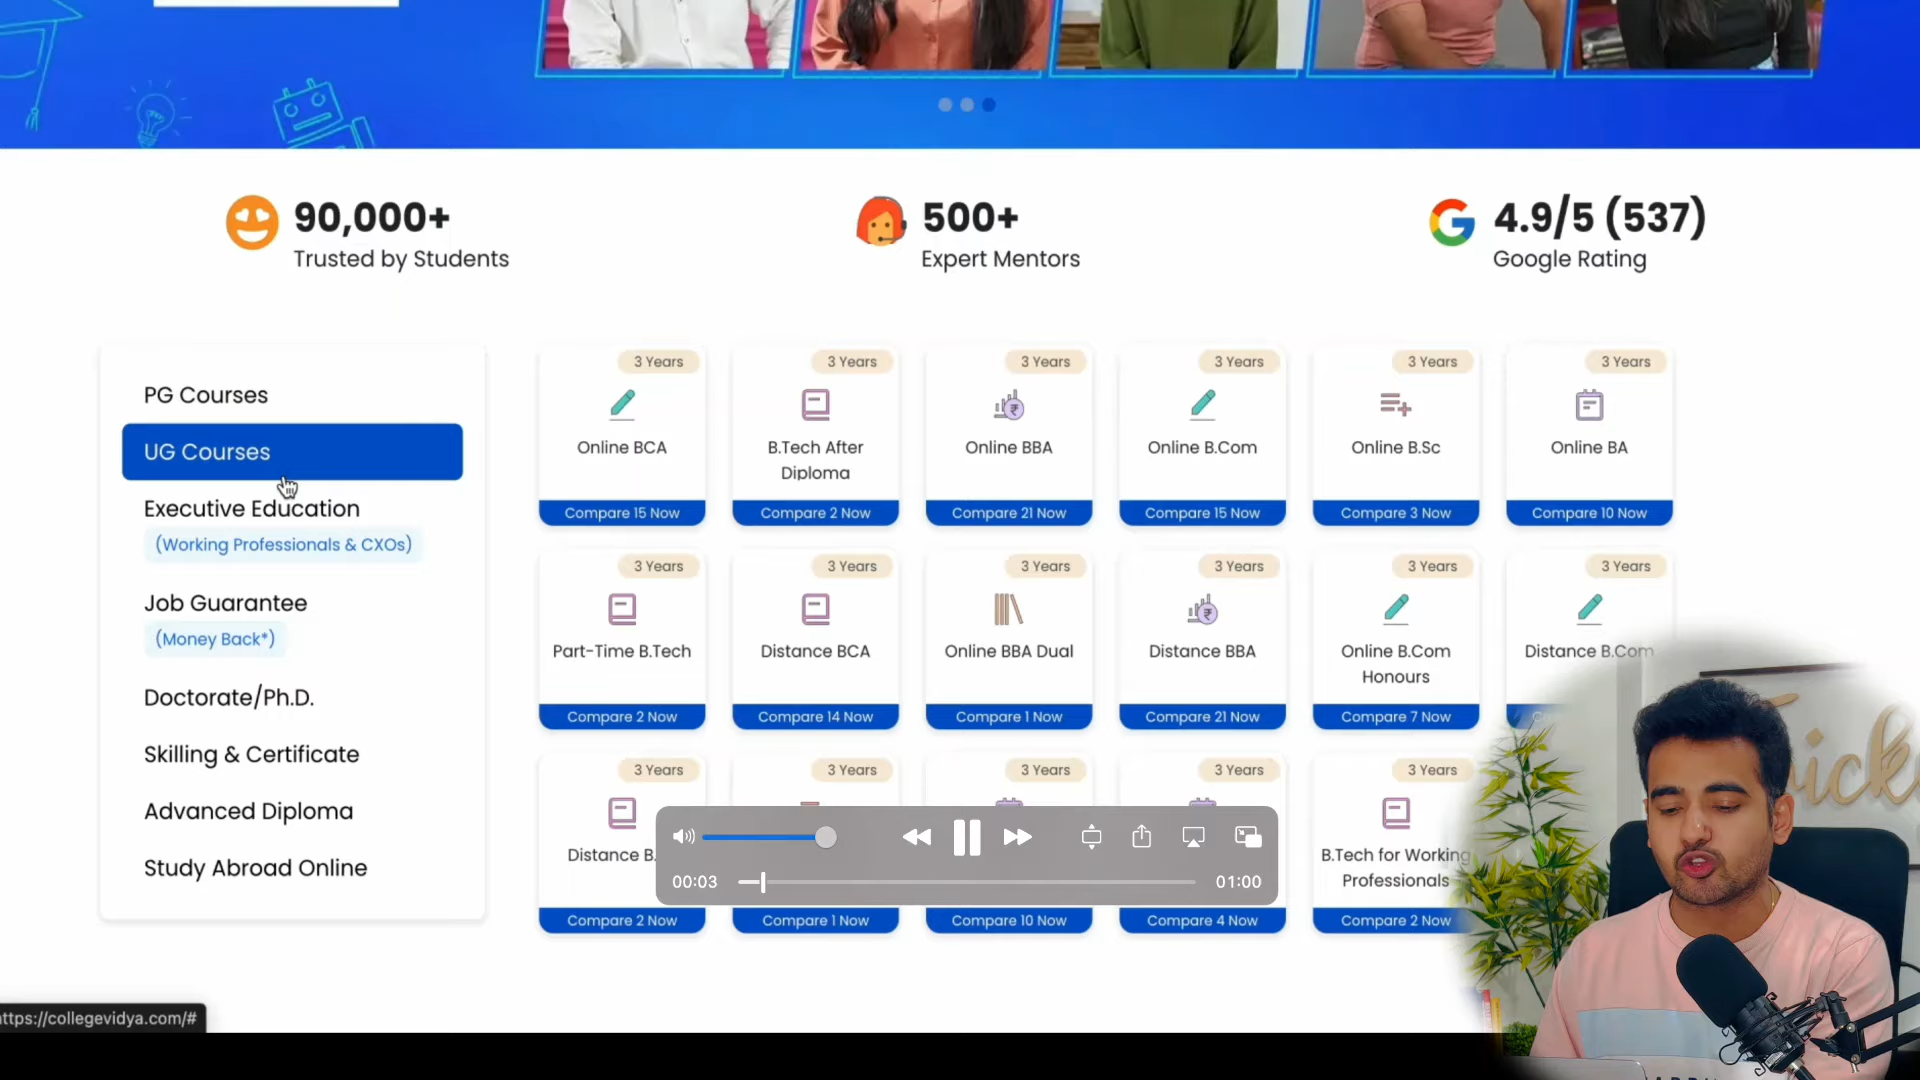 90,000+
Trusted by Students
500+
Expert Mentors
4.9/5 (537)
Google Rating
PG Courses
UG Courses
Executive Education
(Working Professionals & CXOs)
Job Guarantee
(Money Back*)
Doctorate/Ph.D.
Skilling & Certificate
Advanced Diploma
Study Abroad Online
3 Years
Online BCA
Compare 15 Now
3 Years
B.Tech After
Diploma
Compare 2 Now
3 Years
Online BBA
Compare 21 Now
3 Years
Online B.Com
Compare 15 Now
3 Years
Online B.Sc
Compare 3 Now
3 Years
Online BA
Compare 10 Now
3 Years
Part-Time B.Tech
Compare 2 Now
3 Years
Distance BCA
Compare 14 Now
3 Years
Online BBA Dual
Compare 1 Now
3 Years
Distance BBA
Compare 21 Now
3 Years
Online B.Com
Honours
Compare 7 Now
3 Years
Distance B.Com
3 Years
Distance B.
Compare 2 Now
3 Years
Compare 1 Now
3 Years
Compare 10 Now
3 Years
Compare 4 Now
3 Years
B.Tech for Working
Professionals
Compare 2 Now
00:03
01:00
ttps://collegevidya.com/#